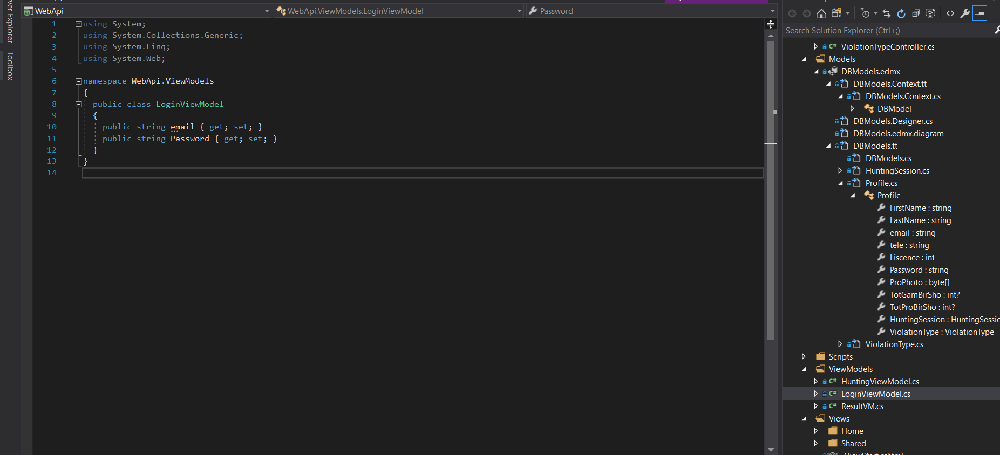 WebApi
WebApi.ViewModels.LoginViewModel
Password
Server Explorer
Toolbox
1 using System;
2 using System.Collections.Generic;
3 using System.Linq;
4 using System.Web;
5
6 namespace WebApi.ViewModels
7 {
8 public class LoginViewModel
9 {
10 public string email { get; set; }
11 public string Password { get; set; }
12 }
13 }
14
Search Solution Explorer (Ctrl+;)
C# ViolationTypeController.cs
Models
DBModels.edmx
DBModels.Context.tt
DBModels.Context.cs
DBModel
DBModels.Designer.cs
DBModels.edmx.diagram
DBModels.tt
DBModels.cs
HuntingSession.cs
Profile.cs
Profile
FirstName : string
LastName : string
email : string
tele : string
Liscence : int
Password : string
ProPhoto : byte[]
TotGamBirSho : int?
TotProBirSho : int?
HuntingSession : HuntingSessio
ViolationType : ViolationType
ViolationType.cs
Scripts
ViewModels
C# HuntingViewModel.cs
C# LoginViewModel.cs
C# ResultVM.cs
Views
Home
Shared